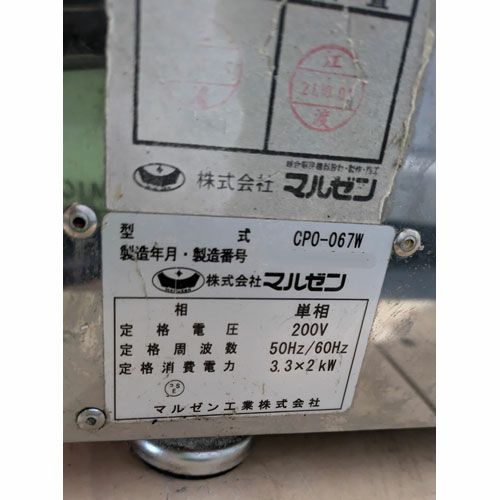 江
渡
株式会社 マルゼン
型 式 CPO-067W
製造年月・製造番号
株式会社マルゼン
相 単相
定格電圧 200V
定格周波数 50Hz/60Hz
定格消費電力 3.3×2kW
マルゼン工業株式会社